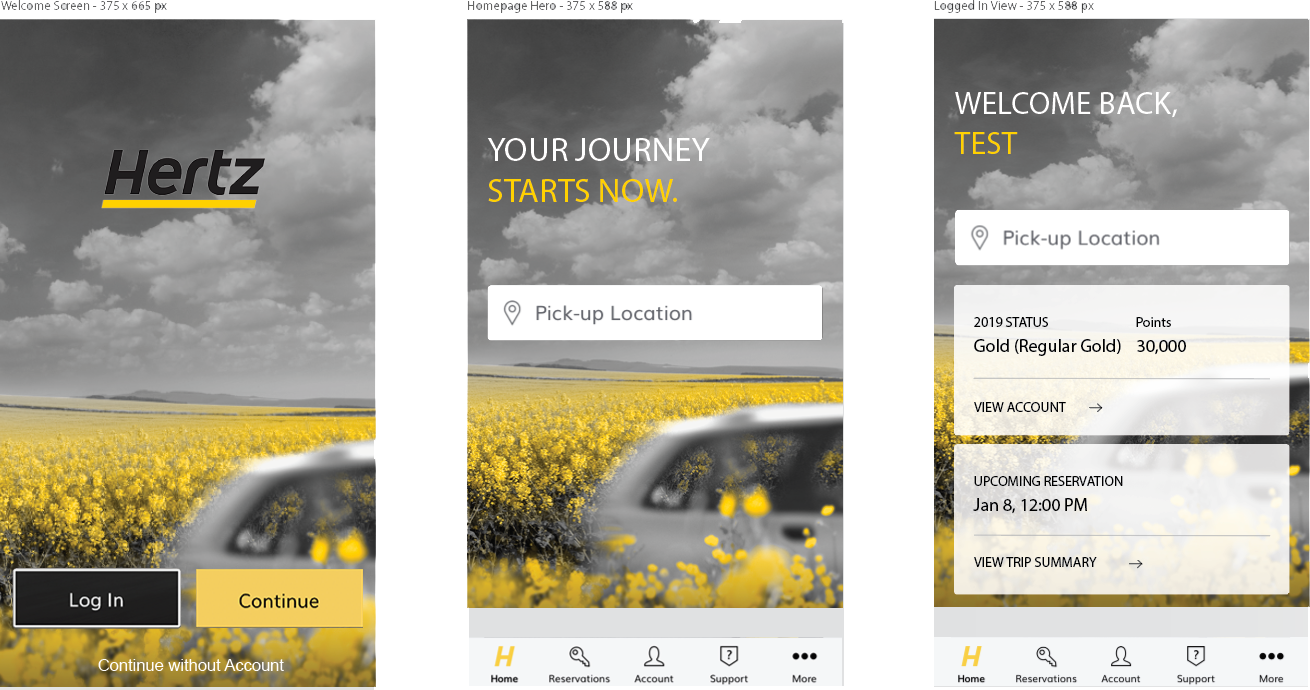 Welcome Screen - 375 x 665 px
Hertz
Log In
Continue
Continue without Account
Homepage Hero - 375 x 588 px
YOUR JOURNEY
STARTS NOW.
Pick-up Location
H
Home
Reservations
Account
?
Support
More
Logged In View - 375 x 588 px
WELCOME BACK,
TEST
Pick-up Location
2019 STATUS
Points
Gold (Regular Gold)
30,000
VIEW ACCOUNT
UPCOMING RESERVATION
Jan 8, 12:00 PM
VIEW TRIP SUMMARY
H
Home
Reservations
Account
?
Support
More